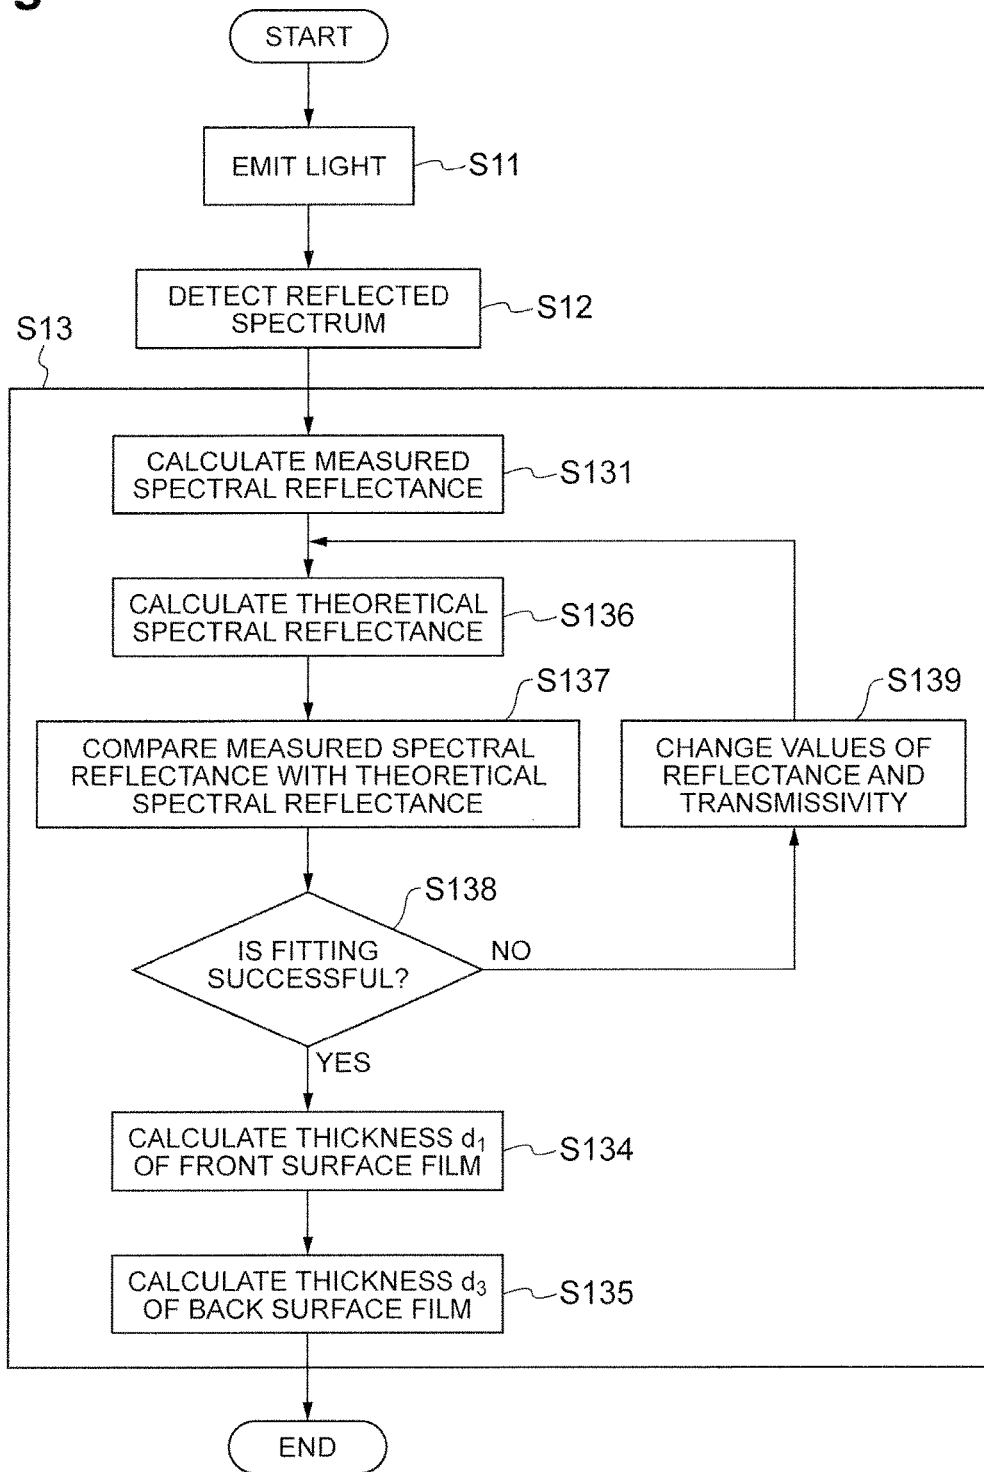 START
EMIT LIGHT
S11
DETECT REFLECTED
SPECTRUM
S12
S13
CALCULATE MEASURED
SPECTRAL REFLECTANCE
S131
CALCULATE THEORETICAL
SPECTRAL REFLECTANCE
S136
S137
COMPARE MEASURED SPECTRAL
REFLECTANCE WITH THEORETICAL
SPECTRAL REFLECTANCE
S139
CHANGE VALUES OF
REFLECTANCE AND
TRANSMISSIVITY
S138
IS FITTING
SUCCESSFUL?
NO
YES
CALCULATE THICKNESS d₁
OF FRONT SURFACE FILM
S134
CALCULATE THICKNESS d₃
OF BACK SURFACE FILM
S135
END